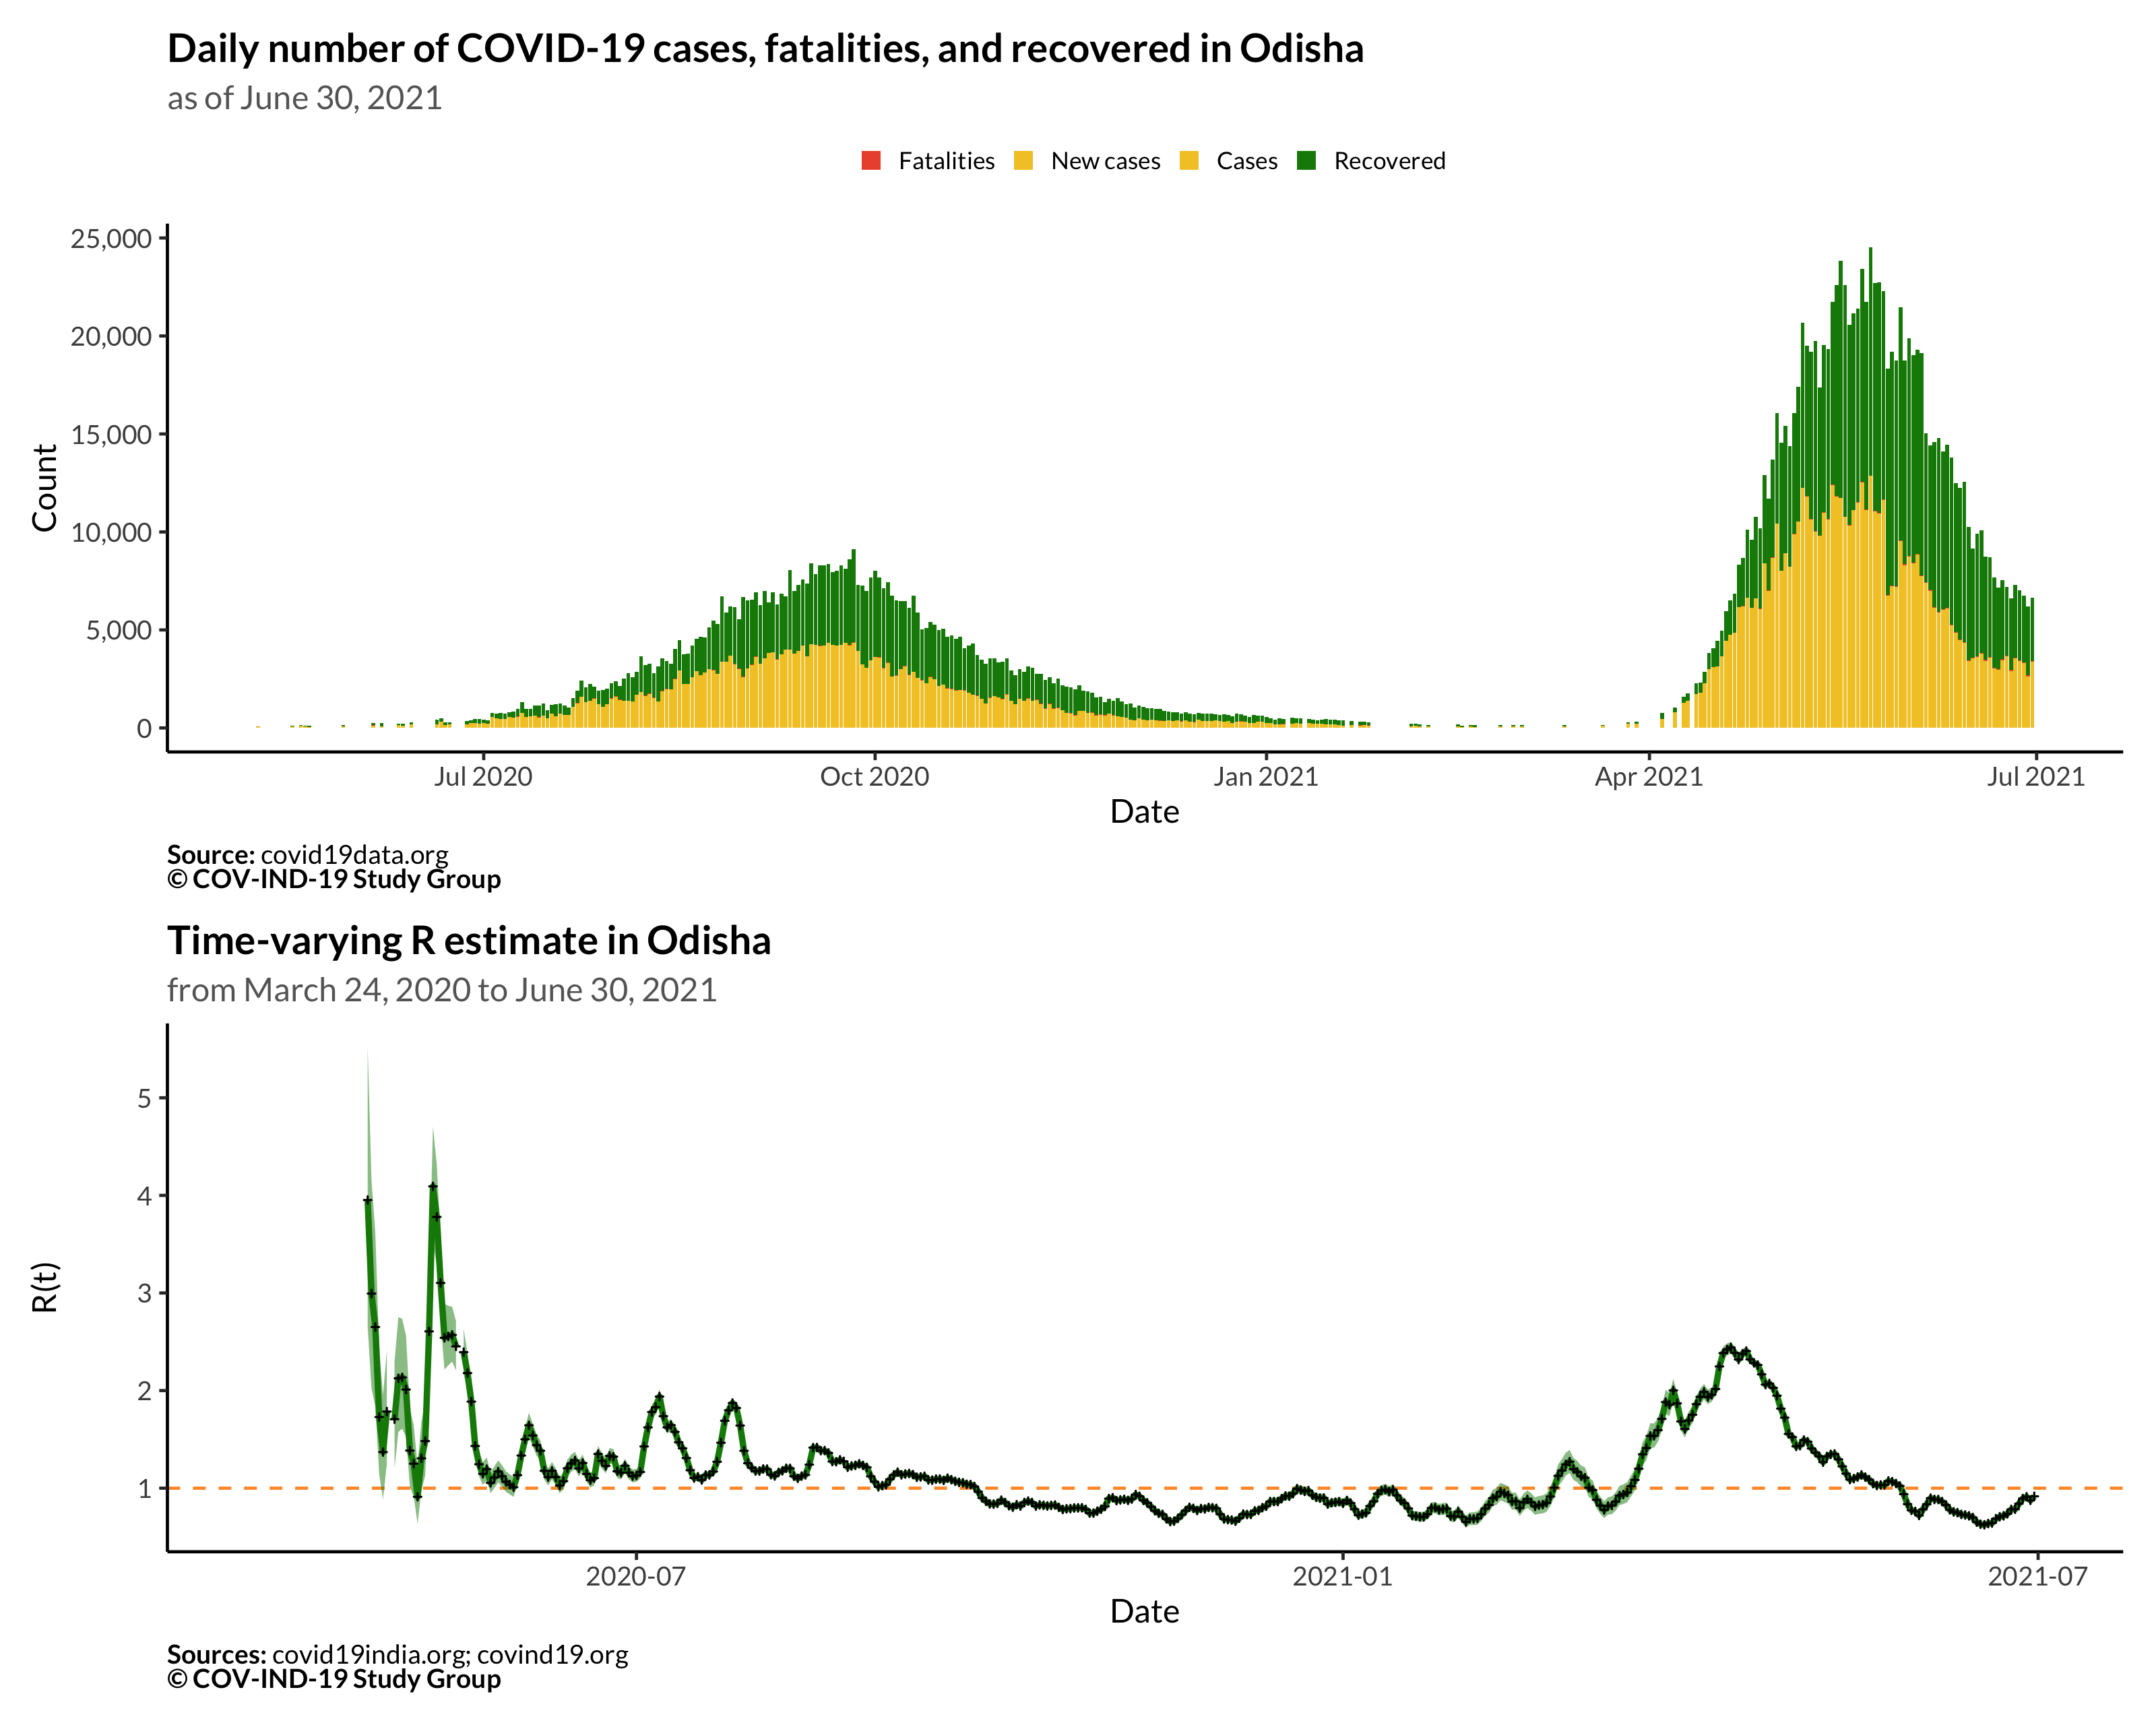 Daily number of COVID-19 cases, fatalities, and recovered in Odisha
as of June 30, 2021
Fatalities New cases Cases Recovered
25,000
20,000
15,000
10,000
5,000
0
Count
Jul 2020 Oct 2020 Jan 2021 Apr 2021 Jul 2021
Date
Source: covid19data.org
© COV-IND-19 Study Group
Time-varying R estimate in Odisha
from March 24, 2020 to June 30, 2021
5
4
3
2
1
R(t)
2020-07 2021-01 2021-07
Date
Sources: covid19india.org; covind19.org
© COV-IND-19 Study Group